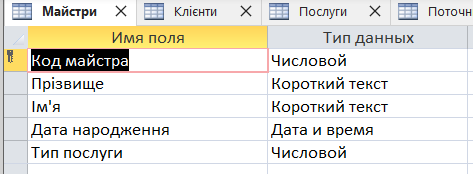 Майстри Клієнти Послуги Поточн
Имя поля Тип данных
Код майстра Числовой
Прізвище Короткий текст
Ім'я Короткий текст
Дата народження Дата и время
Тип послуги Числовой